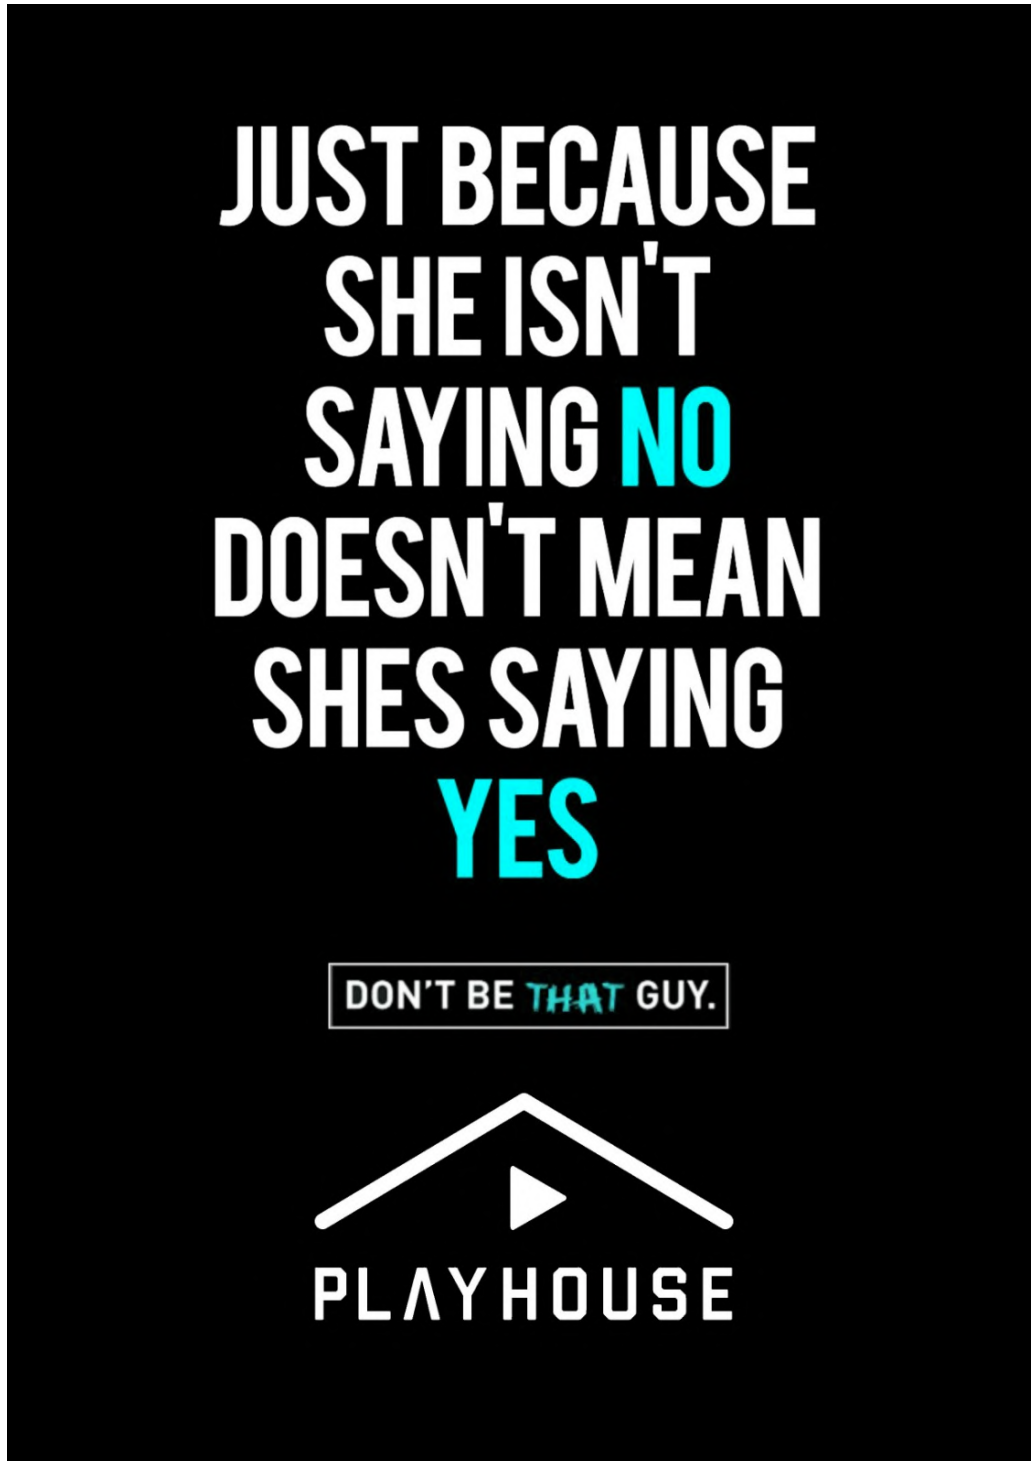 JUST BECAUSE
SHE ISN'T
SAYING NO
DOESN'T MEAN
SHES SAYING
YES
DON'T BE THAT GUY.
PLAYHOUSE